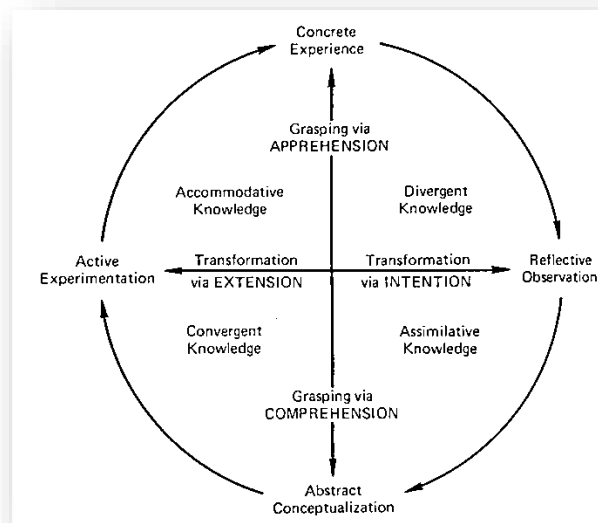 Concrete
Experience
Grasping via
APPREHENSION
Accommodative
Knowledge
Divergent
Knowledge
Active
Experimentation
Transformation
via EXTENSION
Transformation
via INTENTION
Reflective
Observation
Convergent
Knowledge
Assimilative
Knowledge
Grasping via
COMPREHENSION
Abstract
Conceptualization